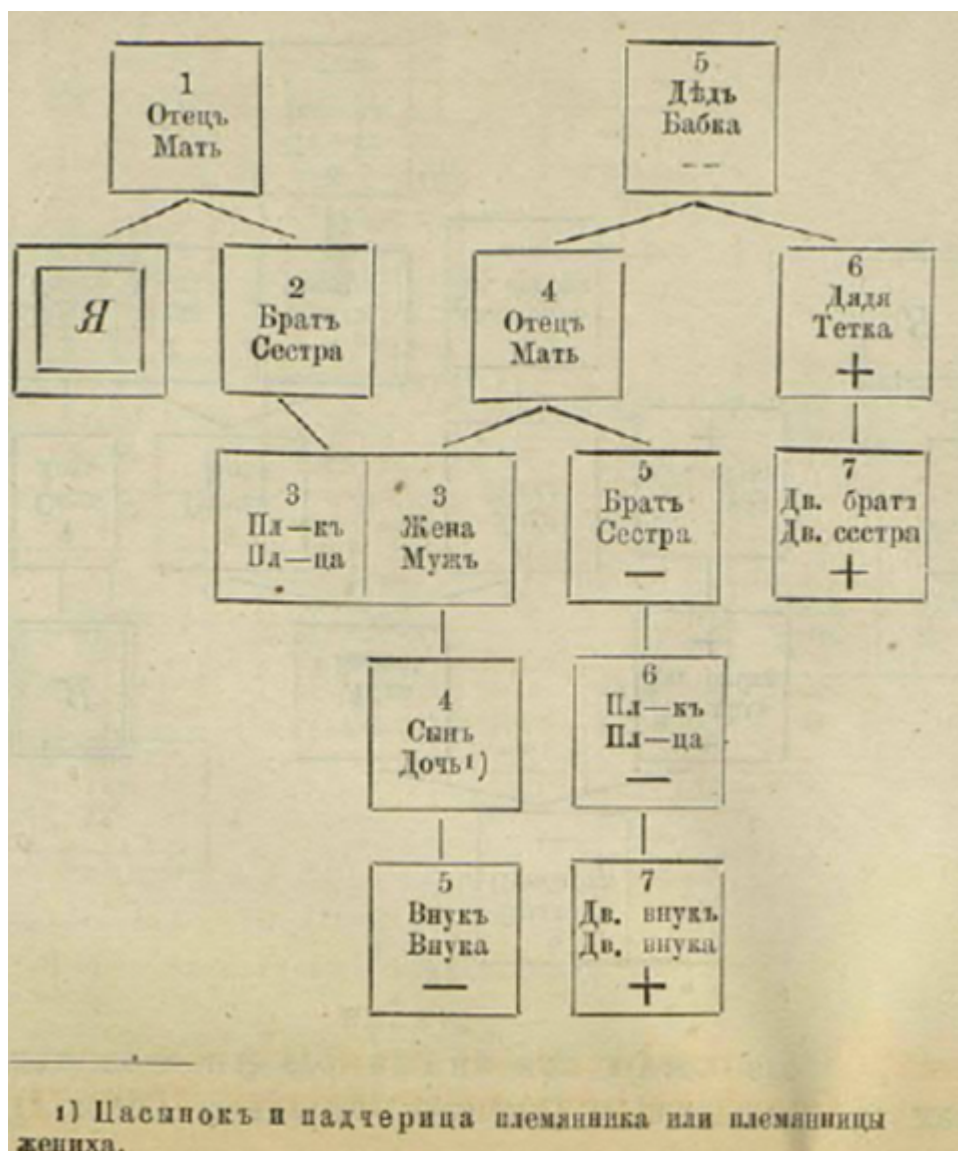 1
Отецъ
Мать
5
Дѣдъ
Бабка
– –
Я
2
Братъ
Сестра
4
Отецъ
Мать
6
Дядя
Тетка
+
3
Пл—къ
Пл—ца
3
Жена
Мужъ
5
Братъ
Сестра
—
7
Дв. братъ
Дв. сестра
+
4
Сынъ
Дочь¹)
6
Пл—къ
Пл—ца
—
5
Внукъ
Внука
—
7
Дв. внукъ
Дв. внука
+
¹) Пасынокъ и падчерица племянника или племянницы
жениха.